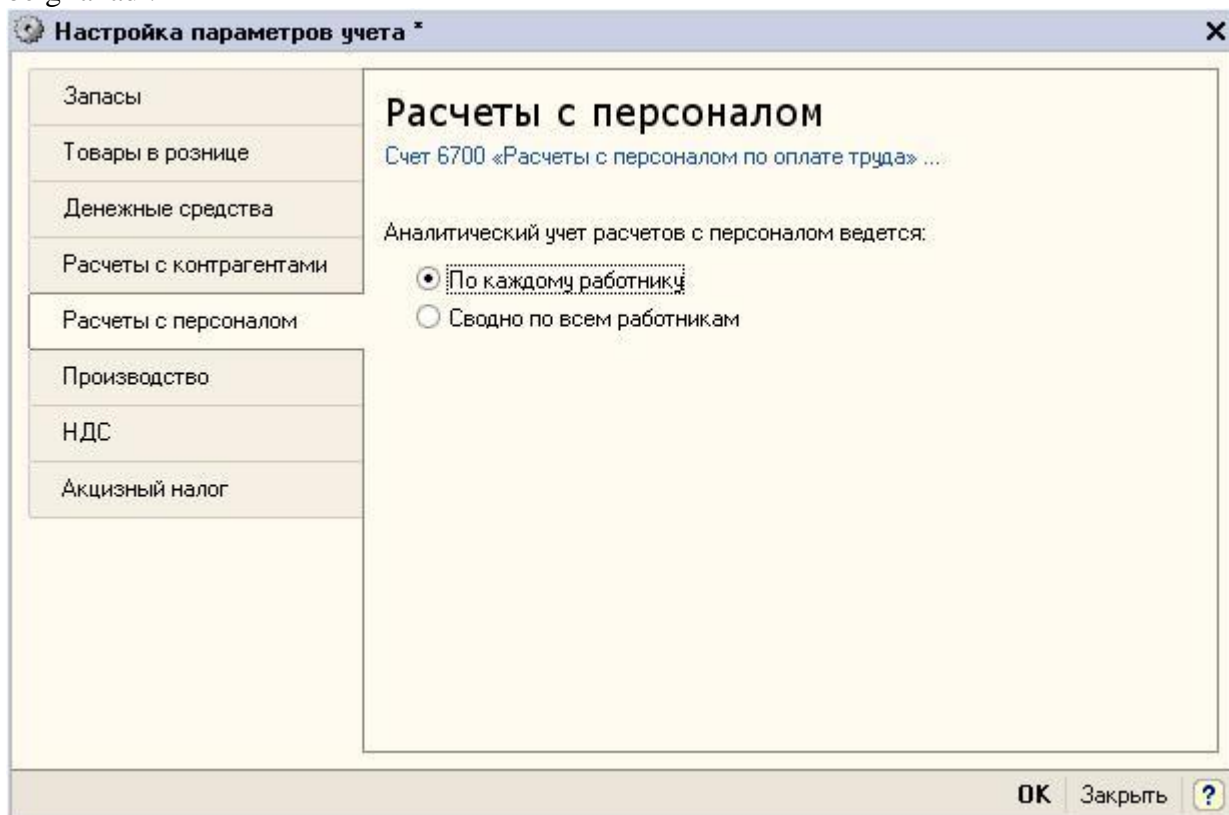 Настройка параметров учета *
Запасы
Товары в рознице
Денежные средства
Расчеты с контрагентами
Расчеты с персоналом
Производство
НДС
Акцизный налог
Расчеты с персоналом
Счет 6700 «Расчеты с персоналом по оплате труда» ...
Аналитический учет расчетов с персоналом ведется:
По каждому работнику
Сводно по всем работникам
OK Закрыть ?